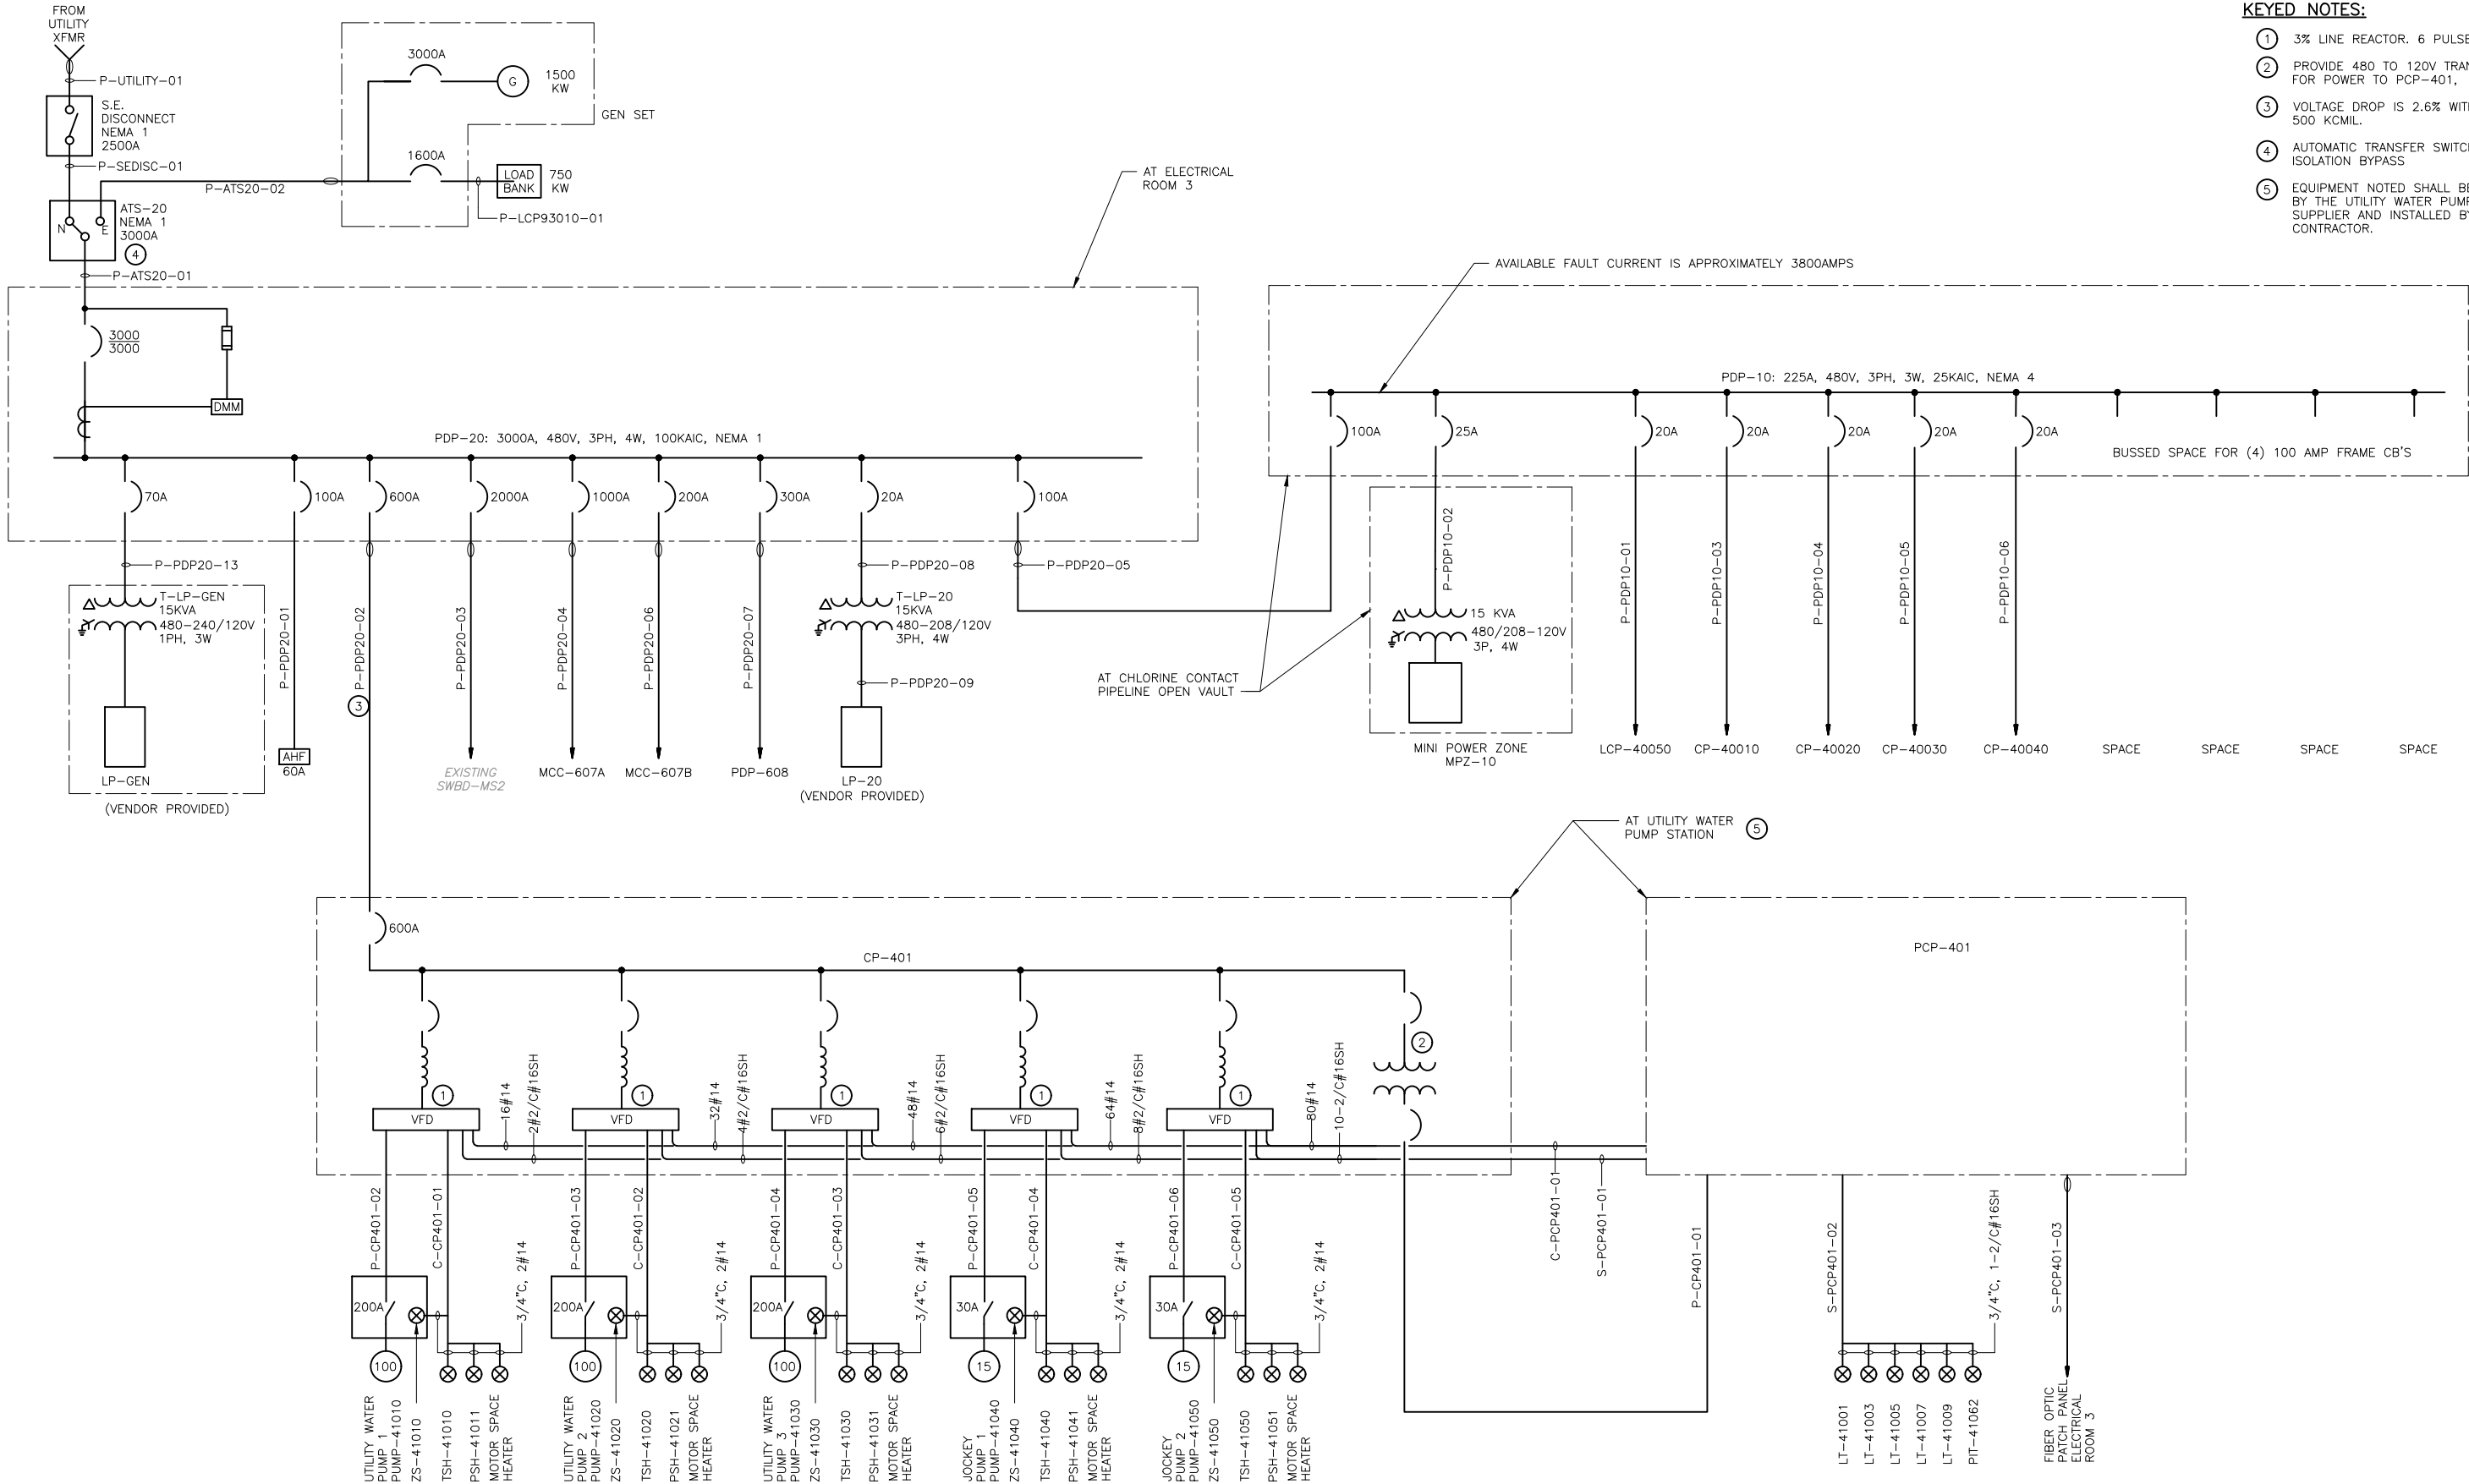 FROM
UTILITY
XFMR
P-UTILITY-01
S.E.
DISCONNECT
NEMA 1
2500A
P-SEDISC-01
P-ATS20-02
ATS-20
NEMA 1
3000A
N
E
4
P-ATS20-01
3000A
G
1500
KW
GEN SET
1600A
LOAD
BANK
750
KW
P-LCP93010-01
AT ELECTRICAL
ROOM 3
KEYED NOTES:
1 3% LINE REACTOR. 6 PULSE
2 PROVIDE 480 TO 120V
FOR POWER TO PCP-401,
3 VOLTAGE DROP IS 2.6%
500 KCMIL.
4 AUTOMATIC TRANSFER
ISOLATION BYPASS
5 EQUIPMENT NOTED SHALL
BY THE UTILITY WATER
SUPPLIER AND INSTALLED
CONTRACTOR.
AVAILABLE FAULT CURRENT IS APPROXIMATELY 3800AMPS
3000
3000
DMM
PDP-20: 3000A, 480V, 3PH, 4W, 100KAIC, NEMA 1
70A
100A
600A
2000A
1000A
200A
300A
20A
100A
PDP-10: 225A, 480V, 3PH, 3W, 25KAIC, NEMA 4
100A
25A
20A
20A
20A
20A
20A
BUSSED SPACE FOR (4) 100 AMP FRAME CB'S
P-PDP20-13
T-LP-GEN
15KVA
480-240/120V
1PH, 3W
LP-GEN
(VENDOR PROVIDED)
P-PDP20-01
AHF
60A
P-PDP20-02
3
P-PDP20-03
EXISTING
SWBD-MS2
P-PDP20-04
MCC-607A
P-PDP20-06
MCC-607B
P-PDP20-07
PDP-608
P-PDP20-08
T-LP-20
15KVA
480-208/120V
3PH, 4W
P-PDP20-09
LP-20
(VENDOR PROVIDED)
P-PDP20-05
AT CHLORINE CONTACT
PIPELINE OPEN VAULT
P-PDP10-02
15 KVA
480/208-120V
3P, 4W
MINI POWER ZONE
MPZ-10
P-PDP10-01
LCP-40050
P-PDP10-03
CP-40010
P-PDP10-04
CP-40020
P-PDP10-05
CP-40030
P-PDP10-06
CP-40040
SPACE
SPACE
SPACE
SPACE
AT UTILITY WATER
PUMP STATION
5
600A
CP-401
PCP-401
1
VFD
16#14
2#2/C#16SH
1
VFD
32#14
4#2/C#16SH
1
VFD
48#14
6#2/C#16SH
1
VFD
64#14
8#2/C#16SH
1
VFD
80#14
10-2/C#16SH
2
P-CP401-02
C-CP401-01
3/4"C, 2#14
200A
100
UTILITY WATER
PUMP 1
PUMP-41010
ZS-41010
TSH-41010
PSH-41011
MOTOR SPACE
HEATER
P-CP401-03
C-CP401-02
3/4"C, 2#14
200A
100
UTILITY WATER
PUMP 2
PUMP-41020
ZS-41020
TSH-41020
PSH-41021
MOTOR SPACE
HEATER
P-CP401-04
C-CP401-03
3/4"C, 2#14
200A
100
UTILITY WATER
PUMP 3
PUMP-41030
ZS-41030
TSH-41030
PSH-41031
MOTOR SPACE
HEATER
P-CP401-05
C-CP401-04
3/4"C, 2#14
30A
15
JOCKEY
PUMP 1
PUMP-41040
ZS-41040
TSH-41040
PSH-41041
MOTOR SPACE
HEATER
P-CP401-06
C-CP401-05
3/4"C, 2#14
30A
15
JOCKEY
PUMP 2
PUMP-41050
ZS-41050
TSH-41050
PSH-41051
MOTOR SPACE
HEATER
C-PCP401-01
S-PCP401-01
P-CP401-01
S-PCP401-02
3/4"C, 1-2/C#16SH
S-PCP401-03
LT-41001
LT-41003
LT-41005
LT-41007
LT-41009
PIT-41062
FIBER OPTIC
PATCH PANEL
ELECTRICAL
ROOM 3